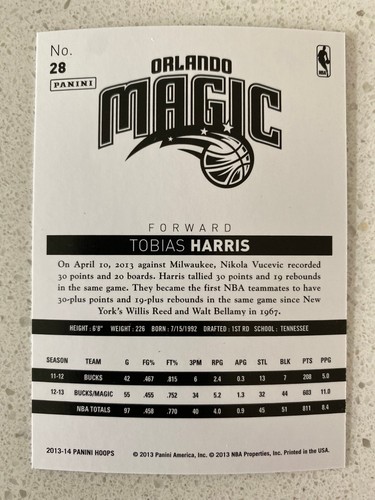 No.
28
PANINI
NBA
ORLANDO
MAGIC
FORWARD
TOBIAS HARRIS
On April 10, 2013 against Milwaukee, Nikola Vucevic recorded
30 points and 20 boards. Harris tallied 30 points and 19 rebounds
in the same game. They became the first NBA teammates to have
30-plus points and 19-plus rebounds in the same game since New
York's Willis Reed and Walt Bellamy in 1967.
HEIGHT: 6'8" WEIGHT: 226 BORN: 7/15/1992 DRAFTED: 1ST RD SCHOOL: TENNESSEE
SEASON TEAM G FG% FT% 3PM RPG APG STL BLK PTS PPG
11-12 BUCKS 42 .467 .815 6 2.4 0.3 13 7 208 5.0
12-13 BUCKS/MAGIC 55 .455 .752 34 5.2 1.3 32 44 603 11.0
NBA TOTALS 97 .458 .770 40 4.0 0.9 45 51 811 8.4
2013-14 PANINI HOOPS © 2013 Panini America, Inc. © 2013 NBA Properties, Inc. Printed in the USA.